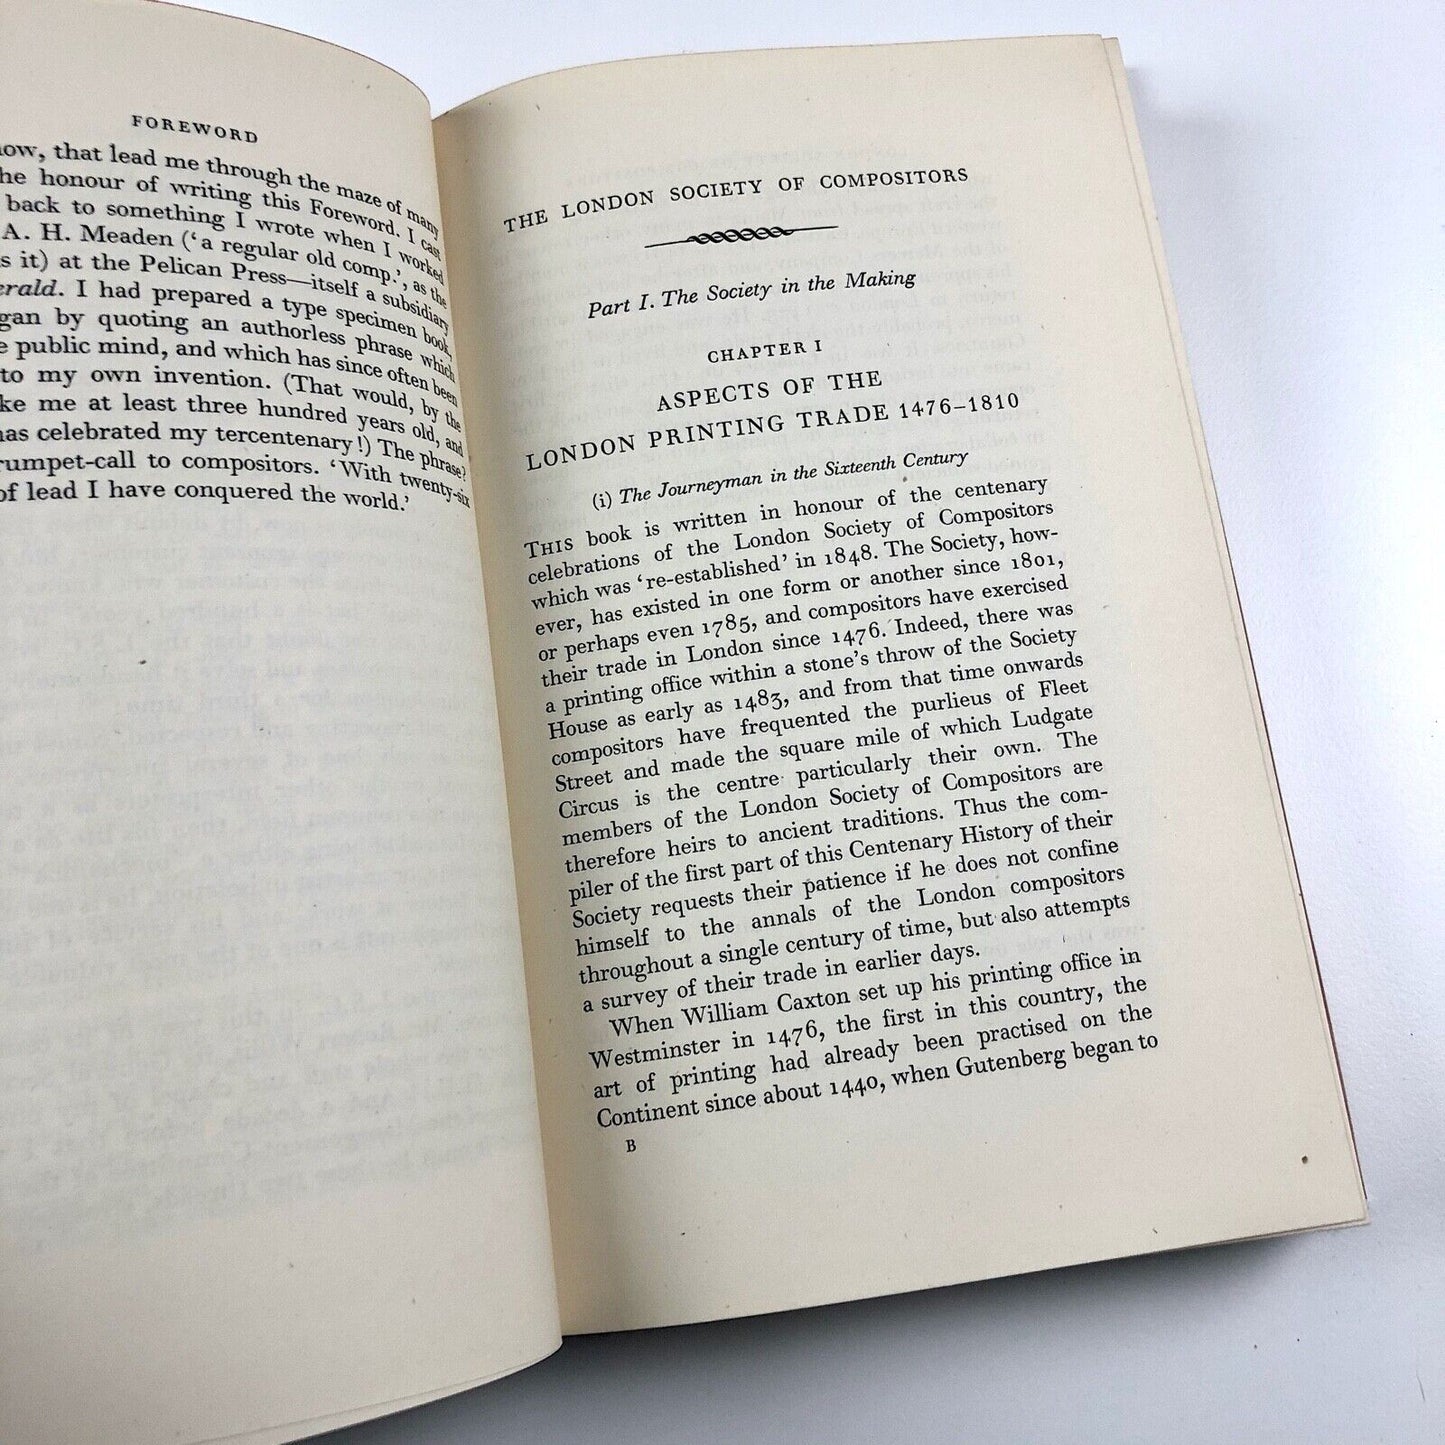 FOREWORD
now, that lead me through the maze of many
the honour of writing this Foreword. I cast
back to something I wrote when I worked
A. H. Meaden (‘a regular old comp.’, as the
s it) at the Pelican Press—itself a subsidiary
erald. I had prepared a type specimen book,
gan by quoting an authorless phrase which
e public mind, and which has since often been
to my own invention. (That would, by the
ke me at least three hundred years old, and
has celebrated my tercentenary!) The phrase?
rumpet-call to compositors. ‘With twenty-six
of lead I have conquered the world.’
THE LONDON SOCIETY OF COMPOSITORS
Part I. The Society in the Making
CHAPTER I
ASPECTS OF THE
LONDON PRINTING TRADE 1476–1810
(i) The Journeyman in the Sixteenth Century
THIS book is written in honour of the centenary
celebrations of the London Society of Compositors
which was ‘re-established’ in 1848. The Society, how-
ever, has existed in one form or another since 1801,
or perhaps even 1785, and compositors have exercised
their trade in London since 1476. Indeed, there was
a printing office within a stone’s throw of the Society
House as early as 1483, and from that time onwards
compositors have frequented the purlieus of Fleet
Street and made the square mile of which Ludgate
Circus is the centre particularly their own. The
members of the London Society of Compositors are
therefore heirs to ancient traditions. Thus the com-
piler of the first part of this Centenary History of their
Society requests their patience if he does not confine
himself to the annals of the London compositors
throughout a single century of time, but also attempts
a survey of their trade in earlier days.
When William Caxton set up his printing office in
Westminster in 1476, the first in this country, the
art of printing had already been practised on the
Continent since about 1440, when Gutenberg began to
B